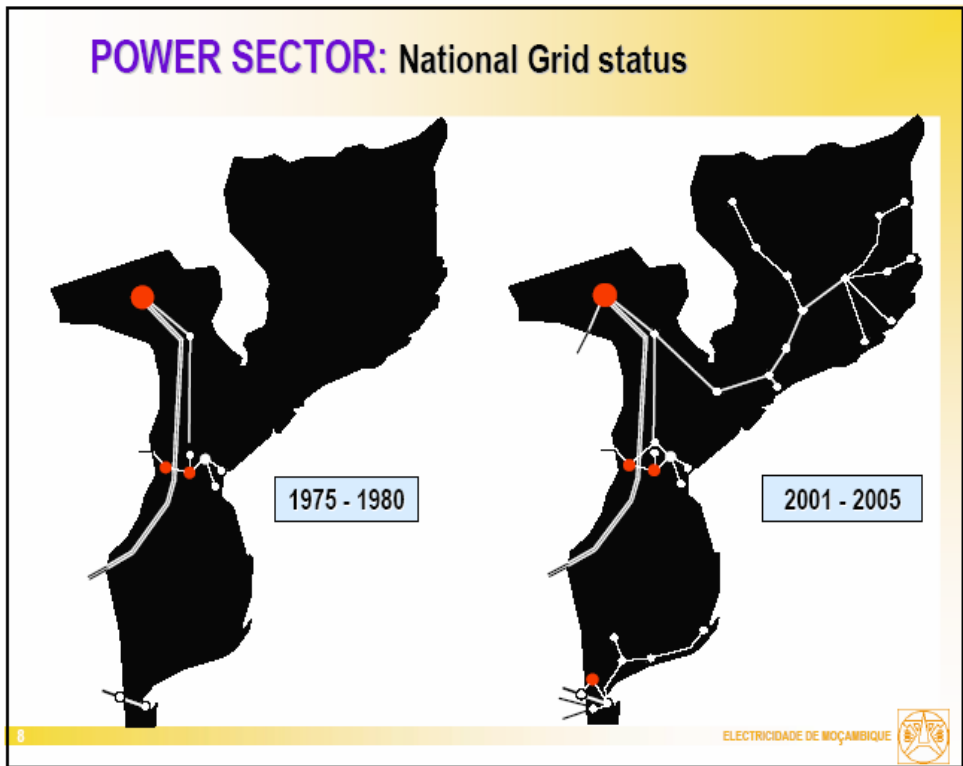 POWER SECTOR: National Grid status
1975 - 1980
2001 - 2005
8
ELECTRICIDADE DE MOÇAMBIQUE